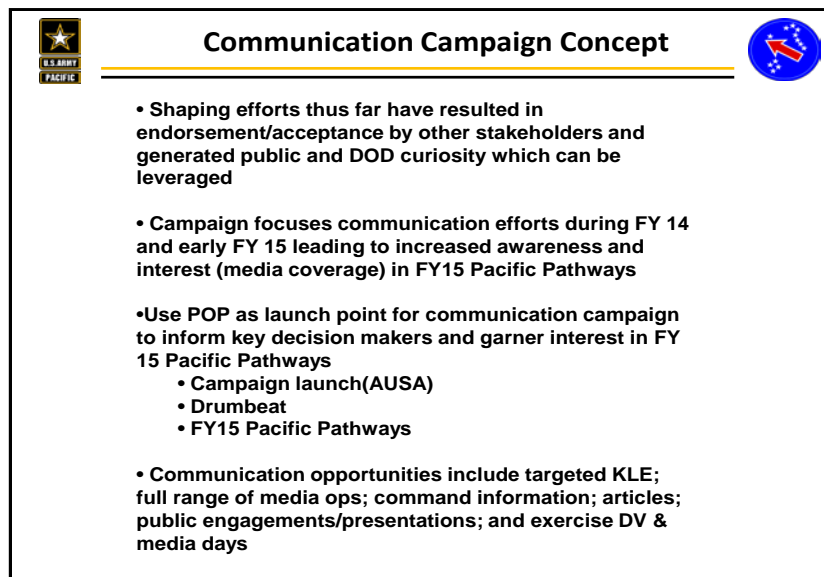 Communication Campaign Concept
U.S.ARMY
PACIFIC
• Shaping efforts thus far have resulted in
endorsement/acceptance by other stakeholders and
generated public and DOD curiosity which can be
leveraged
• Campaign focuses communication efforts during FY 14
and early FY 15 leading to increased awareness and
interest (media coverage) in FY15 Pacific Pathways
•Use POP as launch point for communication campaign
to inform key decision makers and garner interest in FY
15 Pacific Pathways
• Campaign launch(AUSA)
• Drumbeat
• FY15 Pacific Pathways
• Communication opportunities include targeted KLE;
full range of media ops; command information; articles;
public engagements/presentations; and exercise DV &
media days